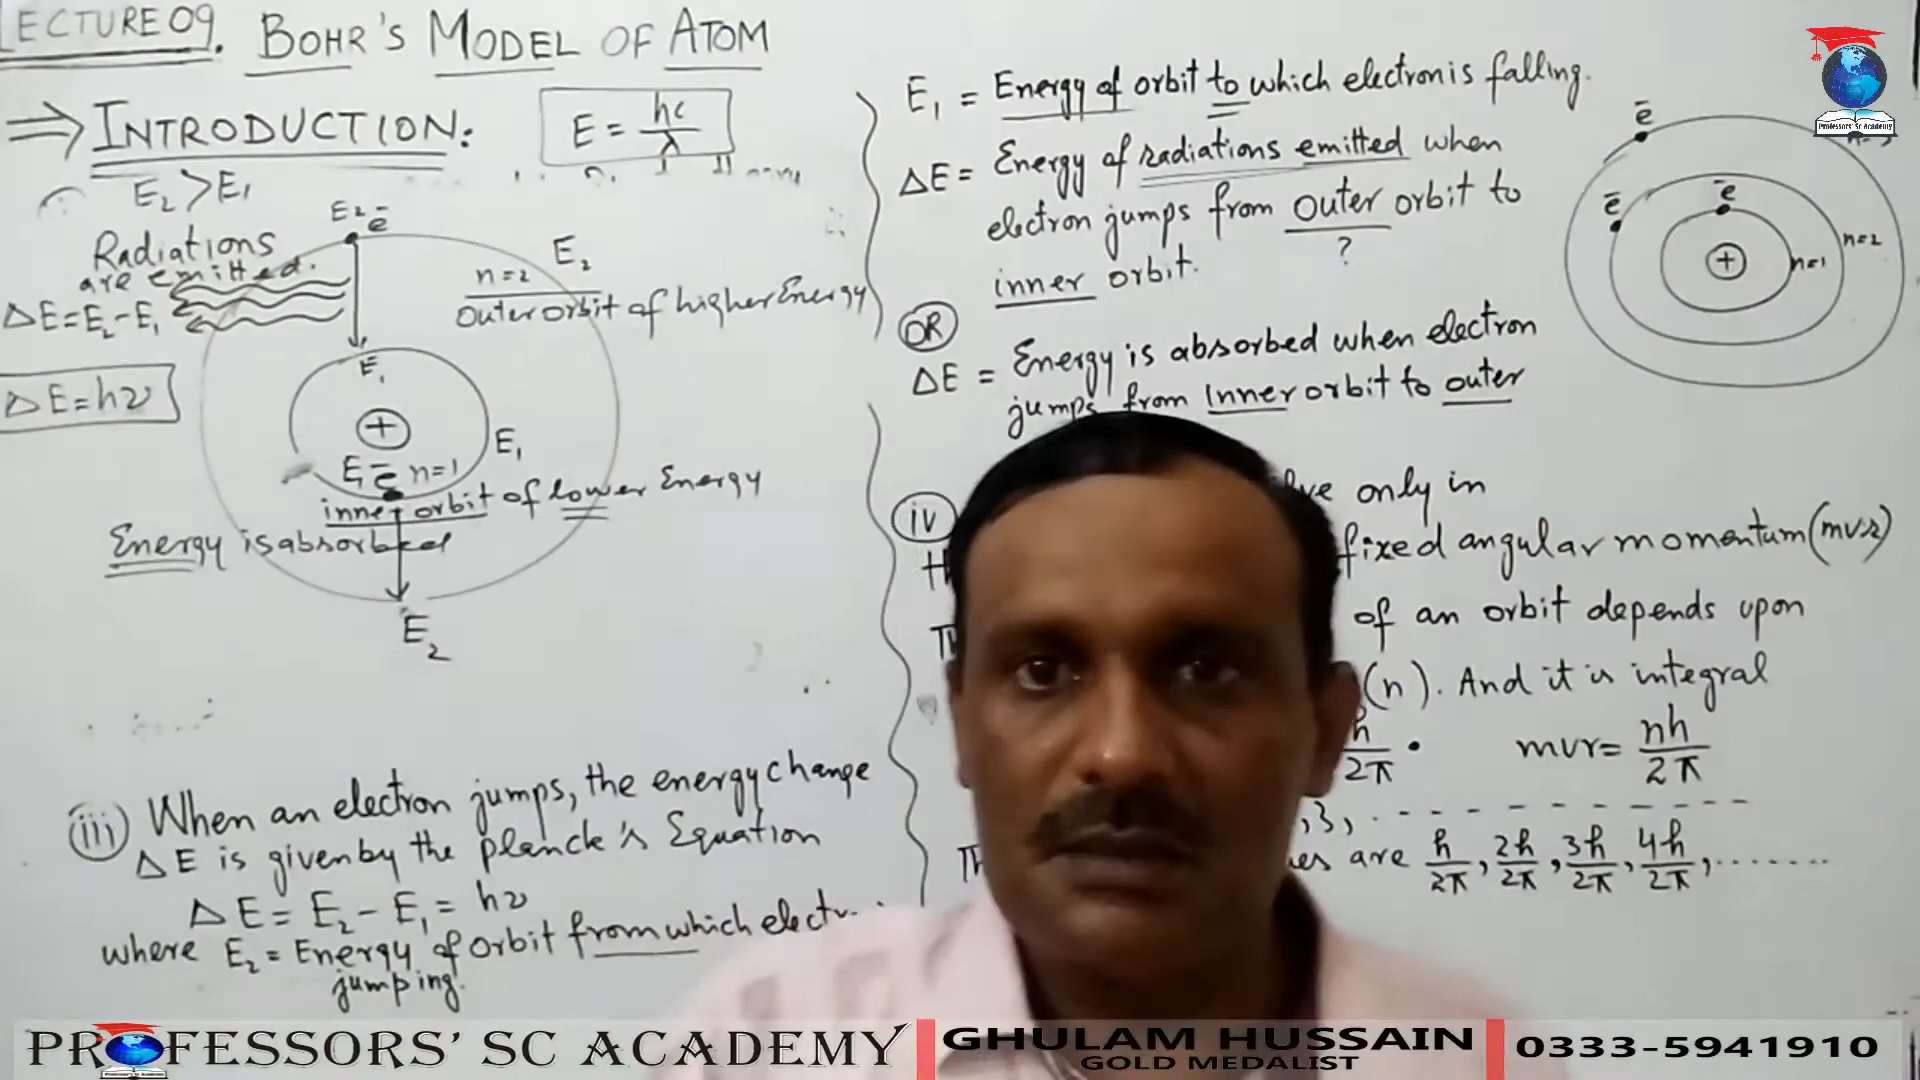 LECTURE 09. BOHR'S MODEL OF ATOM
⇒ INTRODUCTION:
E = hc/λ
E₂ > E₁
Radiations
are emitted.
ΔE = E₂ - E₁
ΔE = hν
E₂ ē
E₂
n = 2
outer orbit of higher Energy
E₁
+
E₁
E₁ ē n=1
inner orbit of lower Energy
Energy is absorbed
E₂
(iii) When an electron jumps, the energy change
ΔE is given by the planck's Equation
ΔE = E₂ - E₁ = hν
where E₂ = Energy of orbit from which
jumping.
E₁ = Energy of orbit to which electron is falling.
ΔE = Energy of radiations emitted when
electron jumps from outer orbit to
?
inner orbit.
OR
ΔE = Energy is absorbed when electron
jumps from Inner orbit to outer
ē
ē
ē
+
n=1
n=2
(iv) only in
fixed angular momentum (mvr)
of an orbit depends upon
(n). And it is integral
h/2π . mvr = nh/2π
,3, - - - - - - - - - -
are h/2π, 2h/2π, 3h/2π, 4h/2π, ........
Professors' Sc Academy
PROFESSORS' SC ACADEMY
GHULAM HUSSAIN
GOLD MEDALIST
0333-5941910